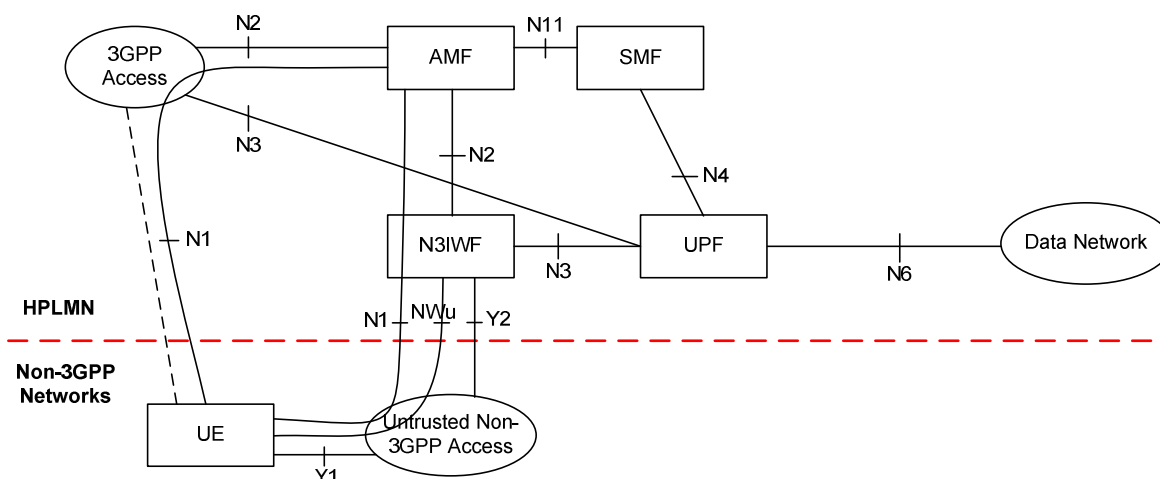 N2
N11
3GPP
Access
AMF
SMF
N3
N2
N4
N1
N3IWF
UPF
Data Network
N3
N6
HPLMN
N1
NWu
Y2
Non-3GPP
Networks
UE
Untrusted Non-
3GPP Access
Y1